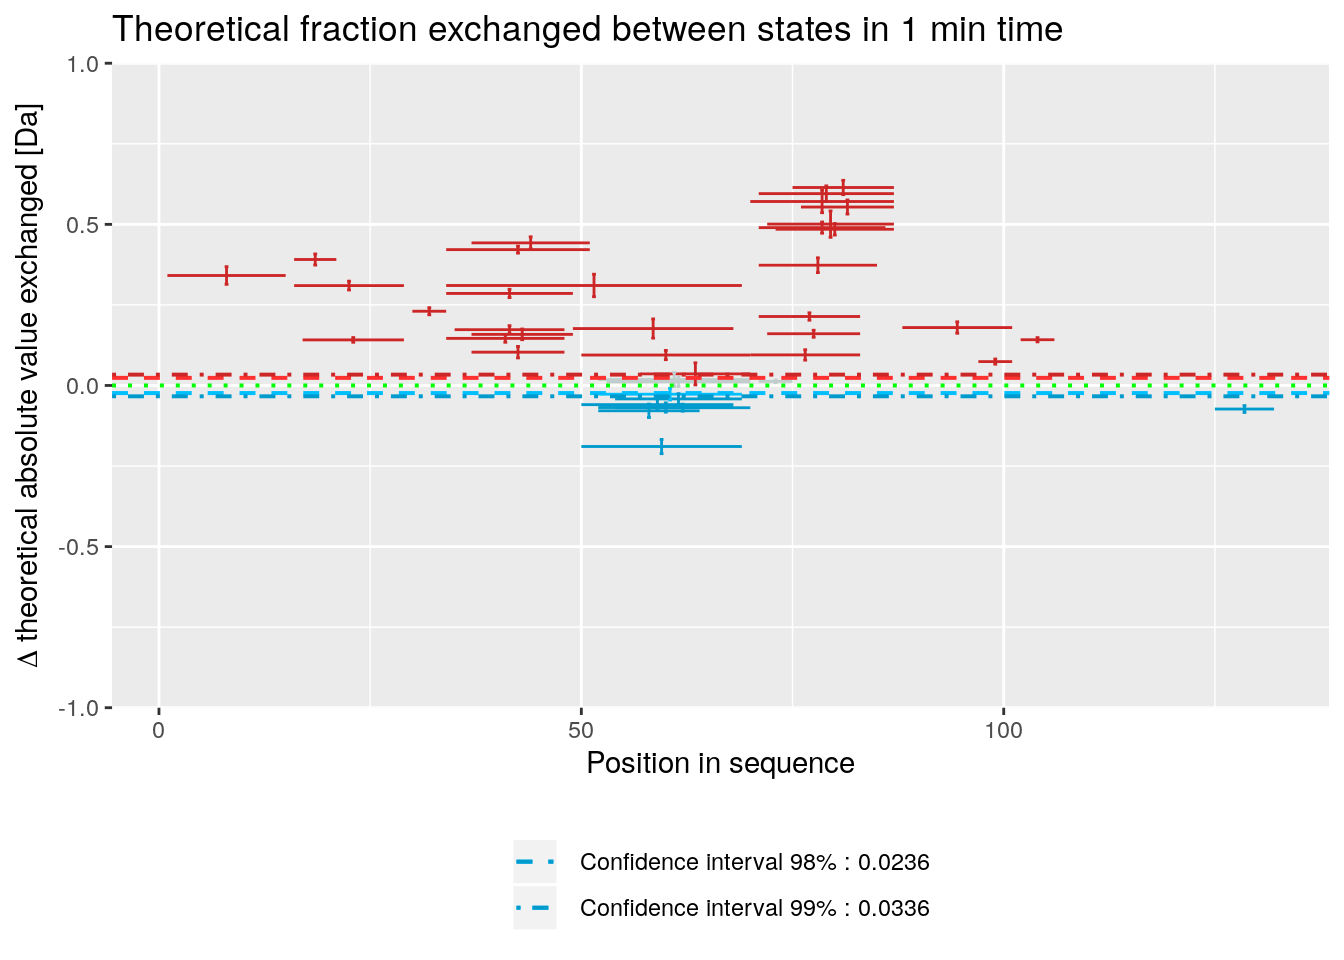 Theoretical fraction exchanged between states in 1 min time
Δ theoretical absolute value exchanged [Da]
1.0
0.5
0.0
-0.5
-1.0
0
50
100
Position in sequence
Confidence interval 98% : 0.0236
Confidence interval 99% : 0.0336